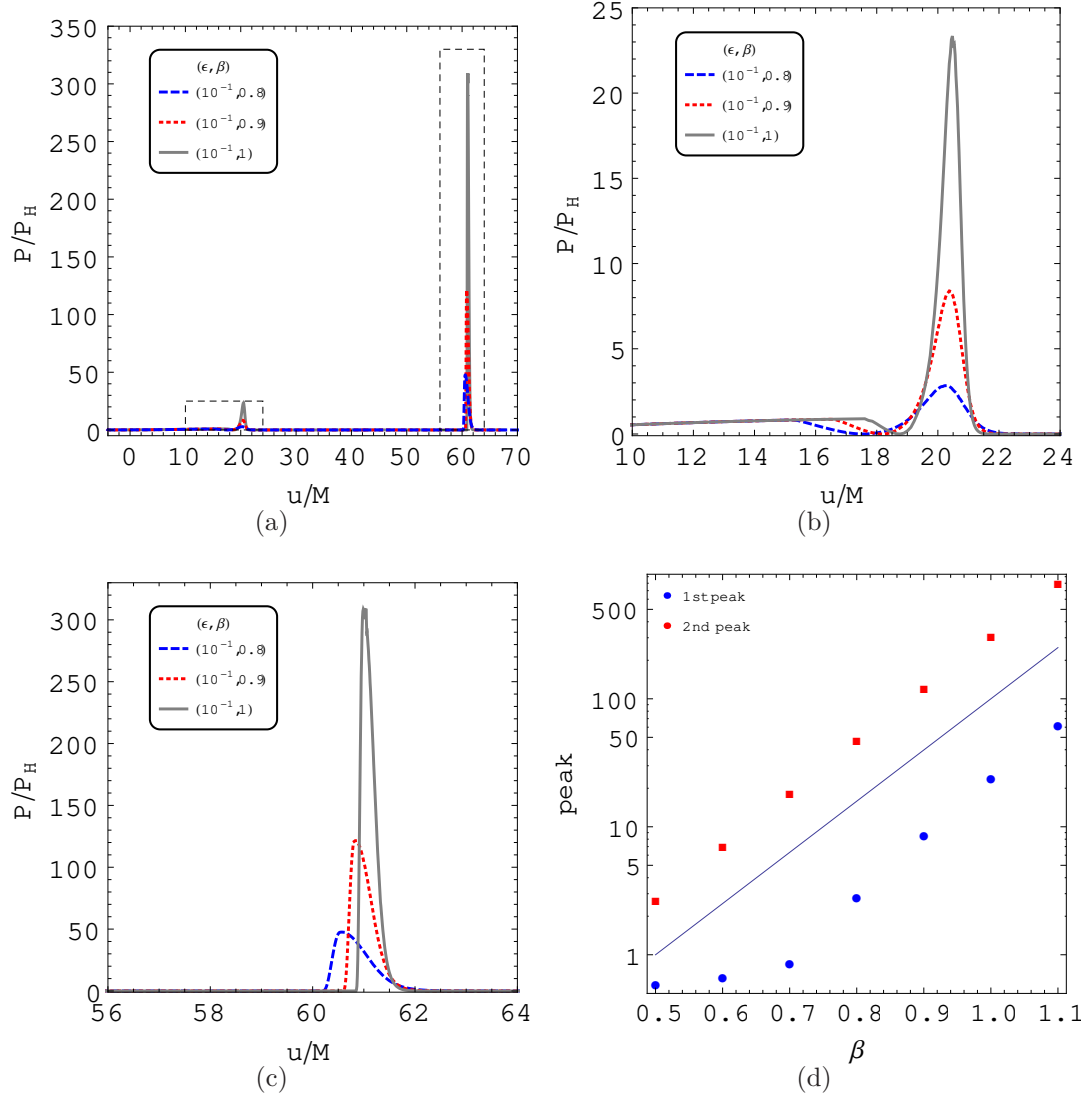 350
300
250
200
150
100
50
0
P/P_H
(ϵ, β)
(10⁻¹,0.8)
(10⁻¹,0.9)
(10⁻¹,1)
0 10 20 30 40 50 60 70
u/M
(a)
25
20
15
10
5
0
P/P_H
(ϵ, β)
(10⁻¹,0.8)
(10⁻¹,0.9)
(10⁻¹,1)
10 12 14 16 18 20 22 24
u/M
(b)
300
250
200
150
100
50
0
P/P_H
(ϵ, β)
(10⁻¹,0.8)
(10⁻¹,0.9)
(10⁻¹,1)
56 58 60 62 64
u/M
(c)
500
100
50
10
5
1
peak
1st peak
2nd peak
0.5 0.6 0.7 0.8 0.9 1.0 1.1
β
(d)